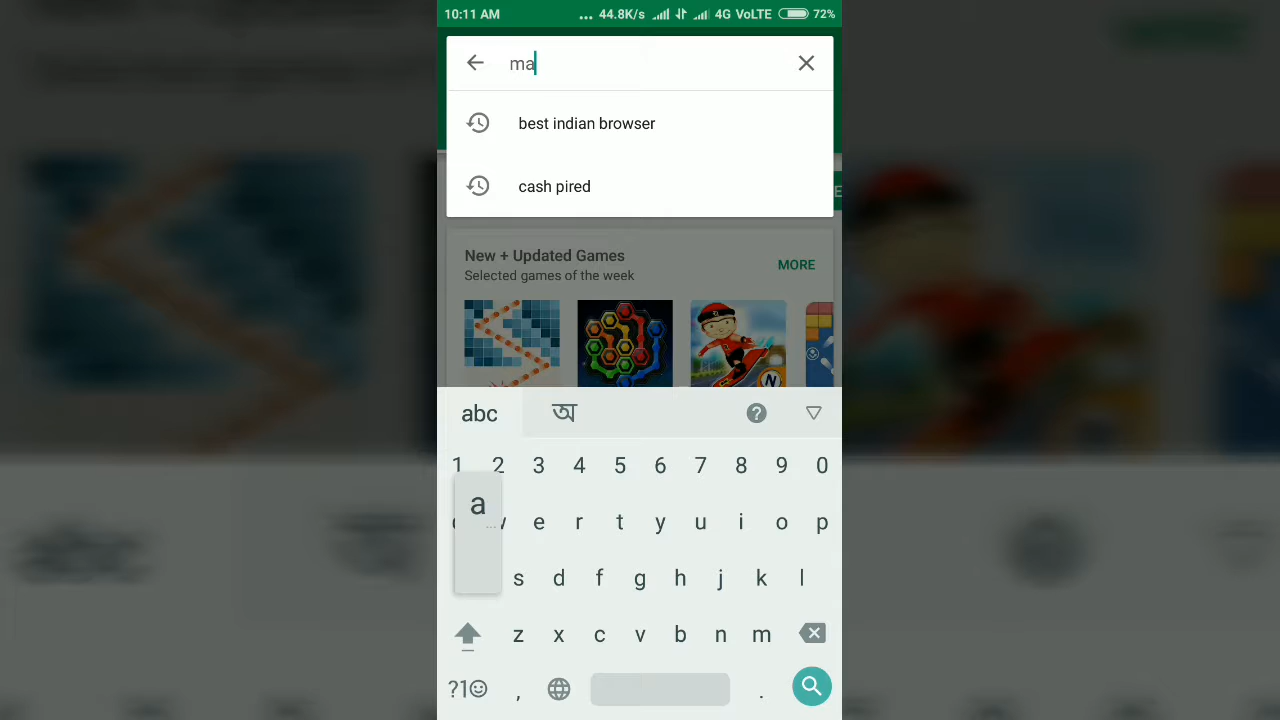 10:11 AM ... 44.8K/s 4G VoLTE 72%
ma
best indian browser
cash pired
E
New + Updated Games
MORE
Selected games of the week
N
abc অ ?
1 2 3 4 5 6 7 8 9 0
a
e r t y u i o p
s d f g h j k l
z x c v b n m
?1☺ , .